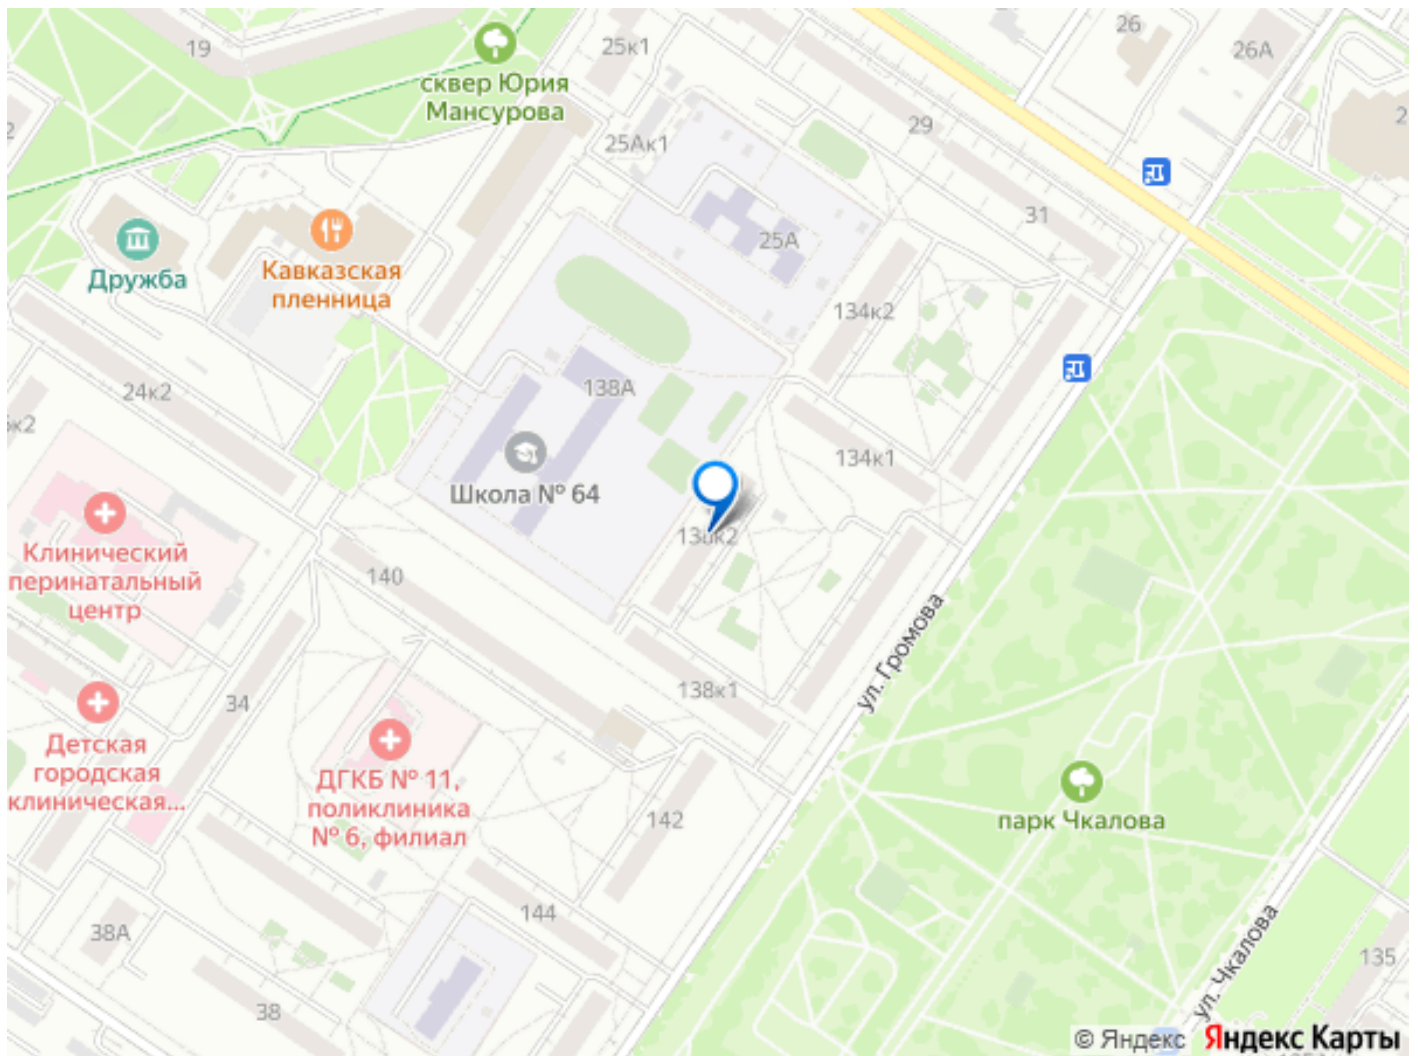 19
25к1
26
26А
сквер Юрия
Мансурова
29
25Ак1
31
25А
Дружба
Кавказская
пленница
134к2
138А
24к2
134к1
Школа № 64
Клинический
перинатальный
центр
140
ул. Громова
138к1
34
Детская
городская
клиническая...
ДГКБ № 11,
поликлиника
№ 6, филиал
142
парк Чкалова
144
38А
ул. Чкалова
135
38
© Яндекс Яндекс Карты